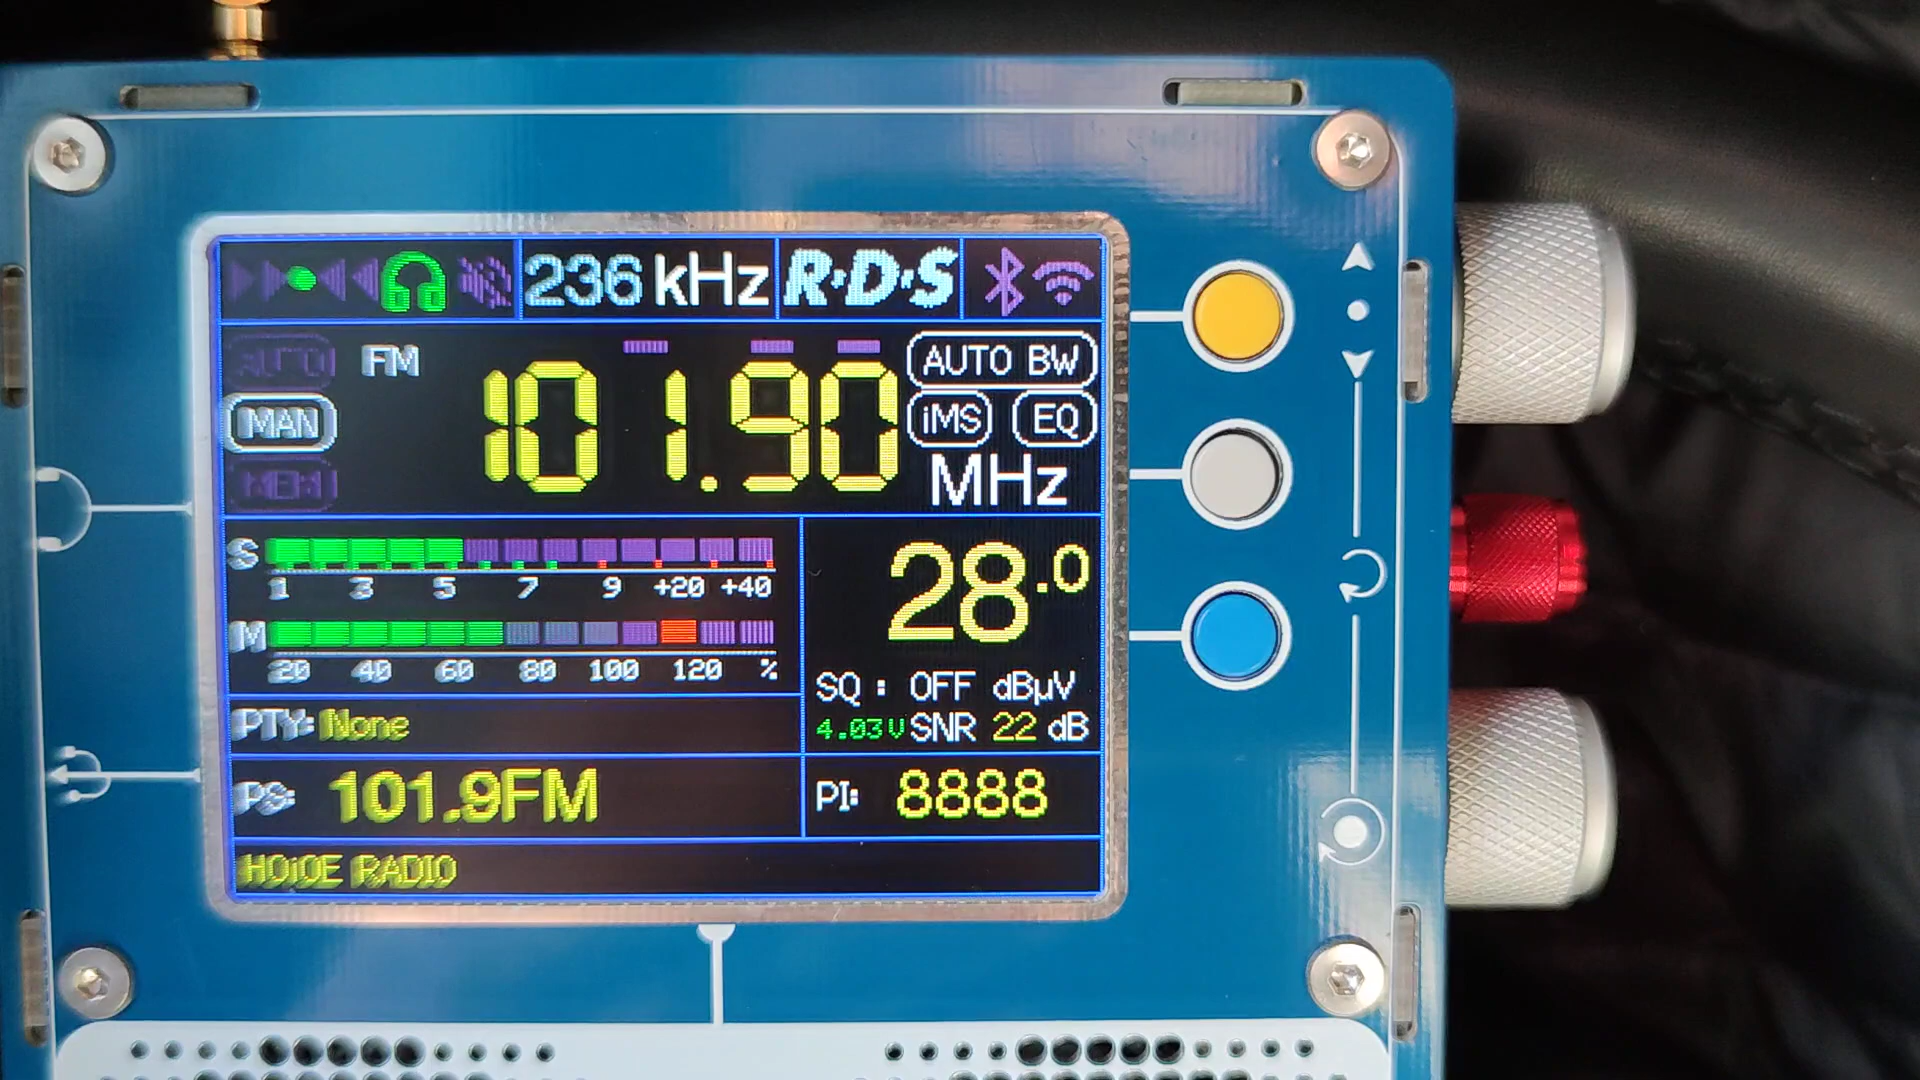 236 kHz R·D·S
AUTO FM 101.90 AUTO BW
MAN iMS EQ
MEM MHz
S 1 3 5 7 9 +20 +40 28.0
M 20 40 60 80 100 120 %
SQ : OFF dBµV
PTY: None 4.03V SNR 22 dB
PS: 101.9FM PI: 8888
HOiOE RADIO